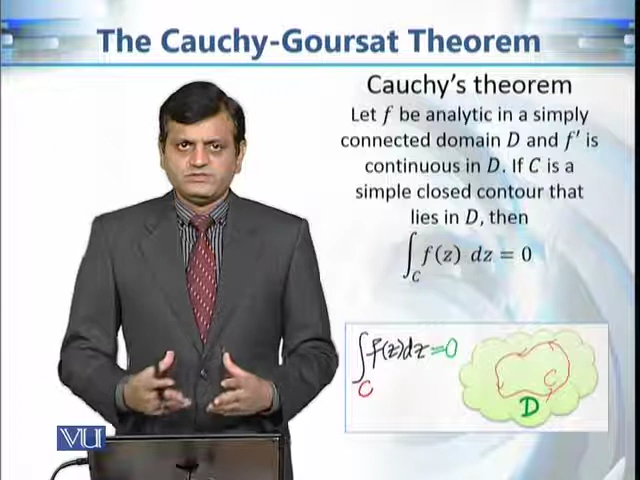 The Cauchy-Goursat Theorem
Cauchy's theorem
Let f be analytic in a simply
connected domain D and f′ is
continuous in D. If C is a
simple closed contour that
lies in D, then
∫_C f(z) dz = 0
∫_C f(z)dz = 0
C
D
VU